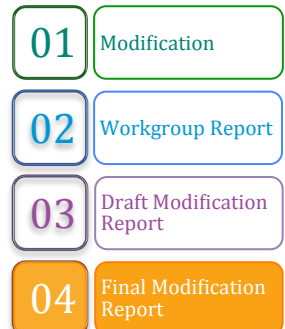 01 Modification
02 Workgroup Report
03 Draft Modification
Report
04 Final Modification
Report